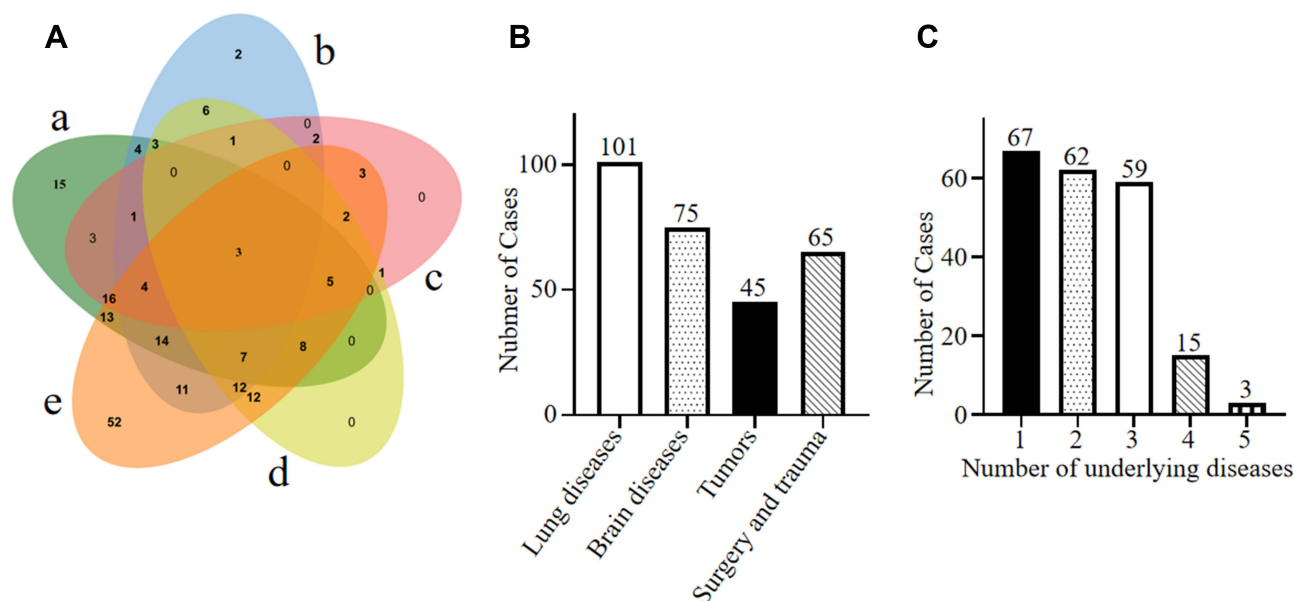 A
b
2
a
6
0
1
2
4
3
0
0
3
15
0
1
2
3
3
c
1
5
0
4
16
13
14
8
0
7
11
12
12
e
52
0
d
B
Nubmer of Cases
100
50
0
101
75
45
65
Lung diseases
Brain diseases
Tumors
Surgery and trauma
C
Number of Cases
60
40
20
0
67
62
59
15
3
1 2 3 4 5
Number of underlying diseases